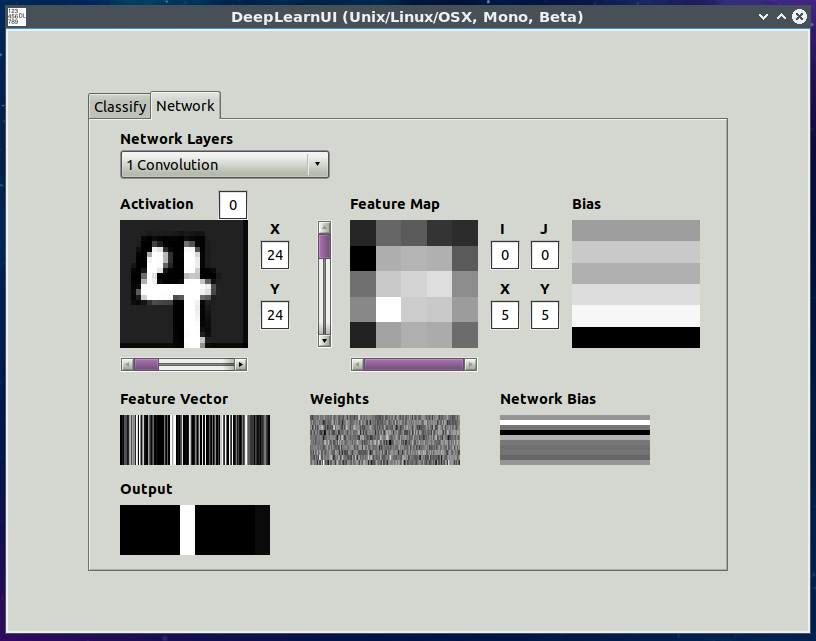 123
456DL
789
DeepLearnUI (Unix/Linux/OSX, Mono, Beta)
Classify Network
Network Layers
1 Convolution
Activation 0 Feature Map Bias
X I J
24 0 0
Y X Y
24 5 5
Feature Vector Weights Network Bias
Output